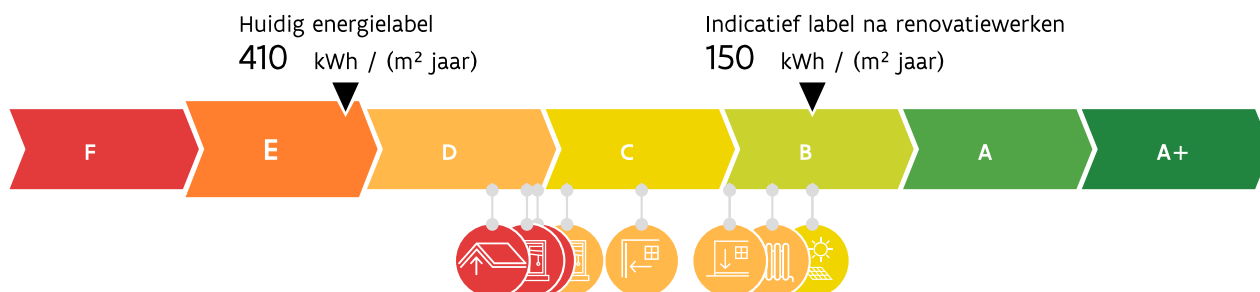 Huidig energielabel
410 kWh / (m² jaar)
Indicatief label na renovatiewerken
150 kWh / (m² jaar)
F E D C B A A+